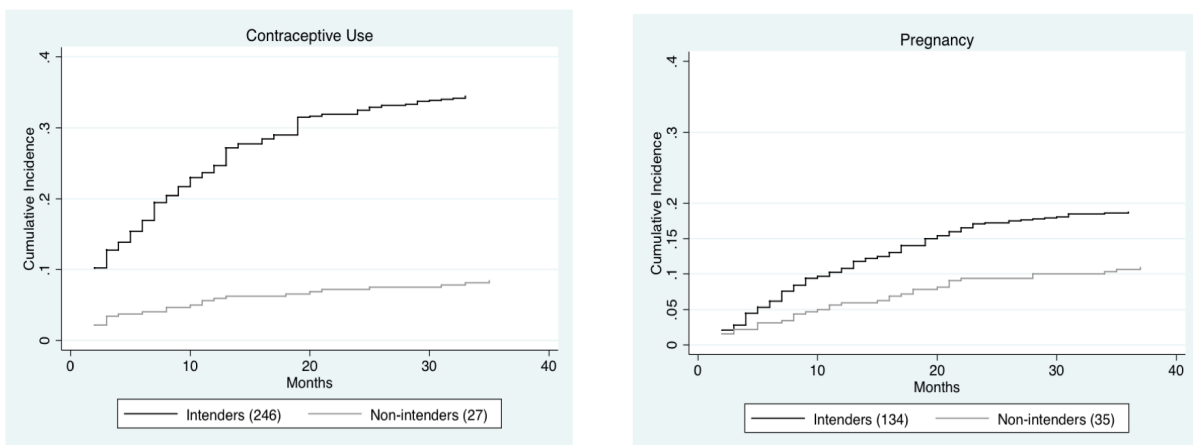 Contraceptive Use
Cumulative Incidence
.4
.3
.2
.1
0
0 10 20 30 40
Months
Intenders (246) Non-intenders (27)
Pregnancy
Cumulative Incidence
.4
.3
.2
.15
.1
.05
0
0 10 20 30 40
Months
Intenders (134) Non-intenders (35)